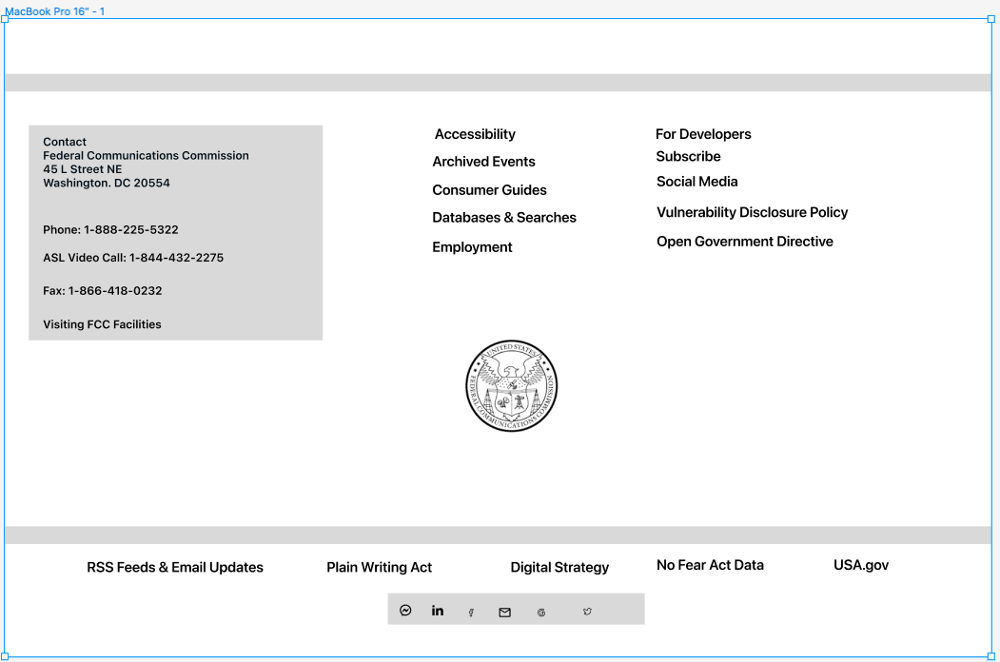 MacBook Pro 16" - 1
Contact
Federal Communications Commission
45 L Street NE
Washington. DC 20554
Phone: 1-888-225-5322
ASL Video Call: 1-844-432-2275
Fax: 1-866-418-0232
Visiting FCC Facilities
Accessibility
Archived Events
Consumer Guides
Databases & Searches
Employment
For Developers
Subscribe
Social Media
Vulnerability Disclosure Policy
Open Government Directive
UNITED STATES
FEDERAL COMMUNICATIONS COMMISSION
RSS Feeds & Email Updates
Plain Writing Act
Digital Strategy
No Fear Act Data
USA.gov
in